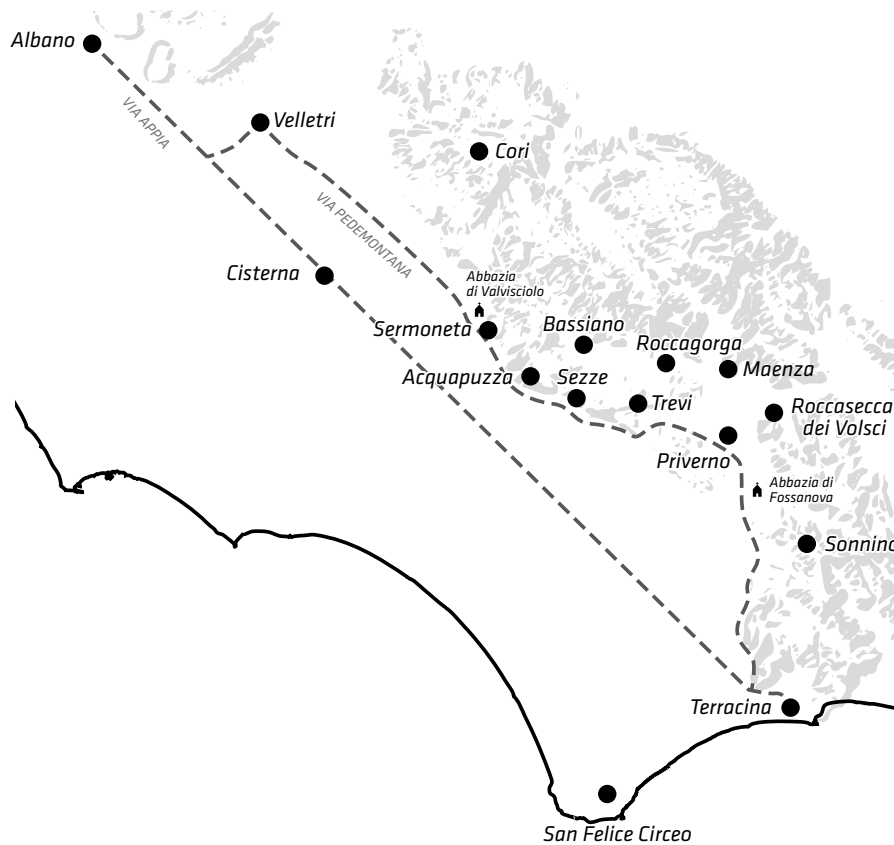 Albano
VIA APPIA
Velletri
Cori
VIA PEDEMONTANA
Cisterna
Abbazia
di Valvisciolo
Sermoneta
Bassiano
Roccagorga
Maenza
Acquapuzza
Sezze
Trevi
Roccasecca
dei Volsci
Priverno
Abbazia di
Fossanova
Sonnino
Terracina
San Felice Circeo